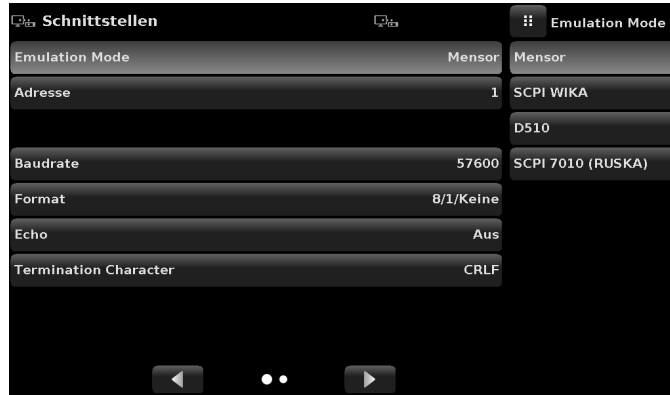 Schnittstellen
Emulation Mode Mensor
Adresse 1
Baudrate 57600
Format 8/1/Keine
Echo Aus
Termination Character CRLF
Emulation Mode
Mensor
SCPI WIKA
D510
SCPI 7010 (RUSKA)